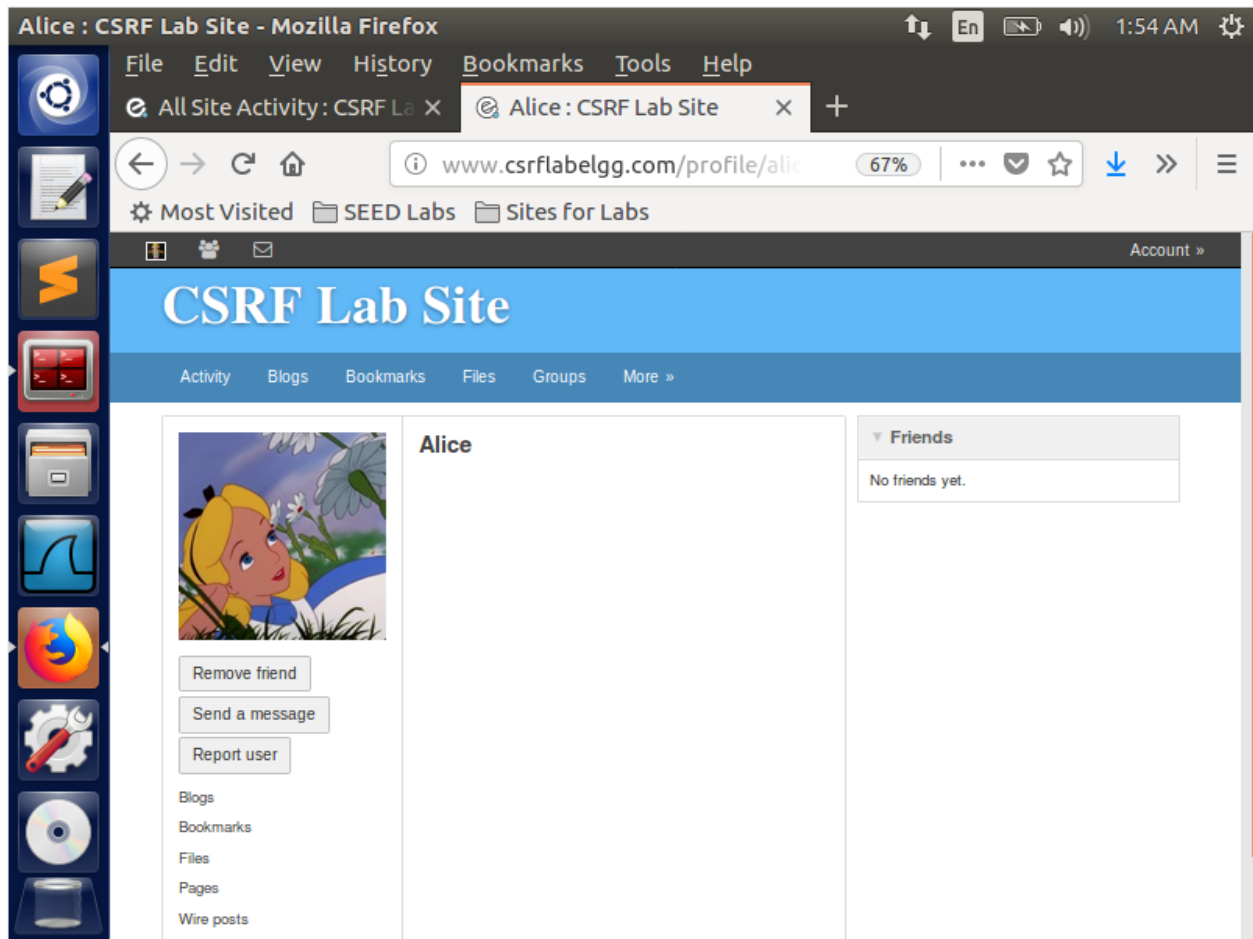 Alice : CSRF Lab Site - Mozilla Firefox En 1:54 AM
File Edit View History Bookmarks Tools Help
All Site Activity : CSRF La Alice : CSRF Lab Site
www.csrflabelgg.com/profile/alic 67%
Most Visited SEED Labs Sites for Labs
Account »
CSRF Lab Site
Activity Blogs Bookmarks Files Groups More »
Alice
Friends
No friends yet.
Remove friend
Send a message
Report user
Blogs
Bookmarks
Files
Pages
Wire posts